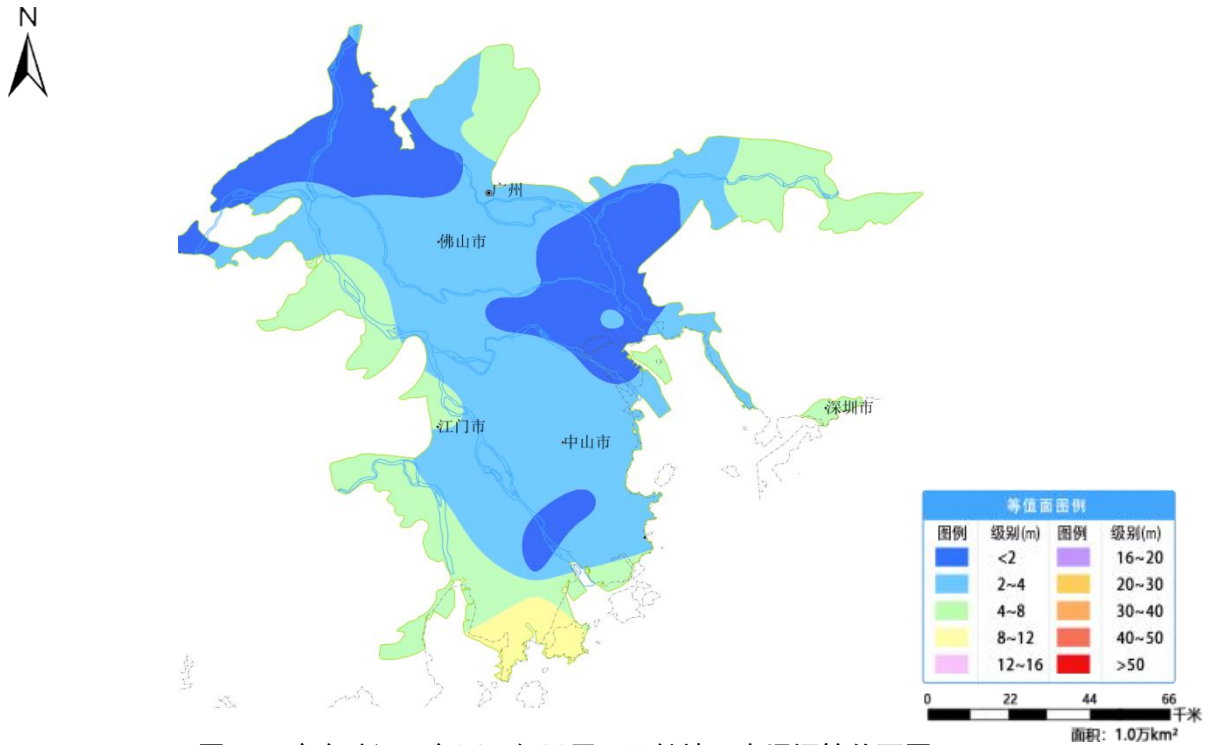 N
广州
佛山市
深圳市
江门市
中山市
等值面图例
图例 级别(m) 图例 级别(m)
<2 16~20
2~4 20~30
4~8 30~40
8~12 40~50
12~16 >50
0 22 44 66
千米
面积：1.0万km²